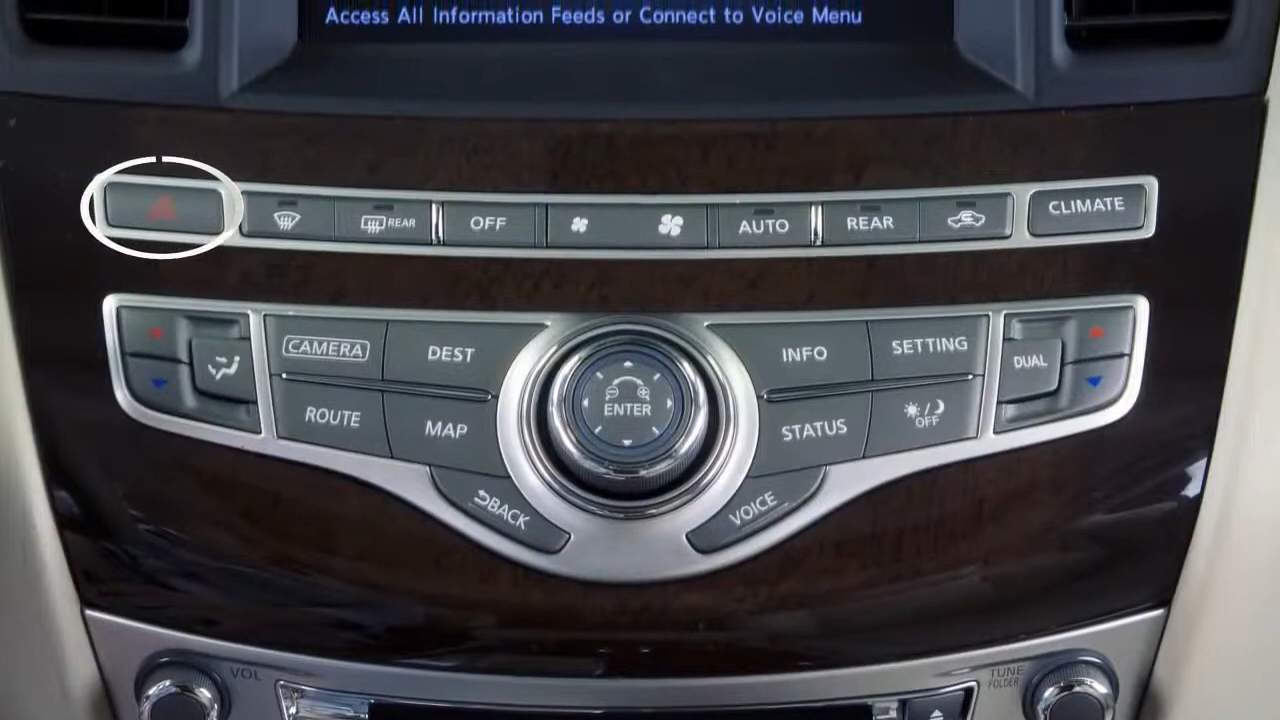 Access All Information Feeds or Connect to Voice Menu
REAR
OFF
AUTO
REAR
CLIMATE
CAMERA
DEST
INFO
SETTING
DUAL
ENTER
ROUTE
MAP
STATUS
OFF
BACK
VOICE
VOL
TUNE
FOLDER